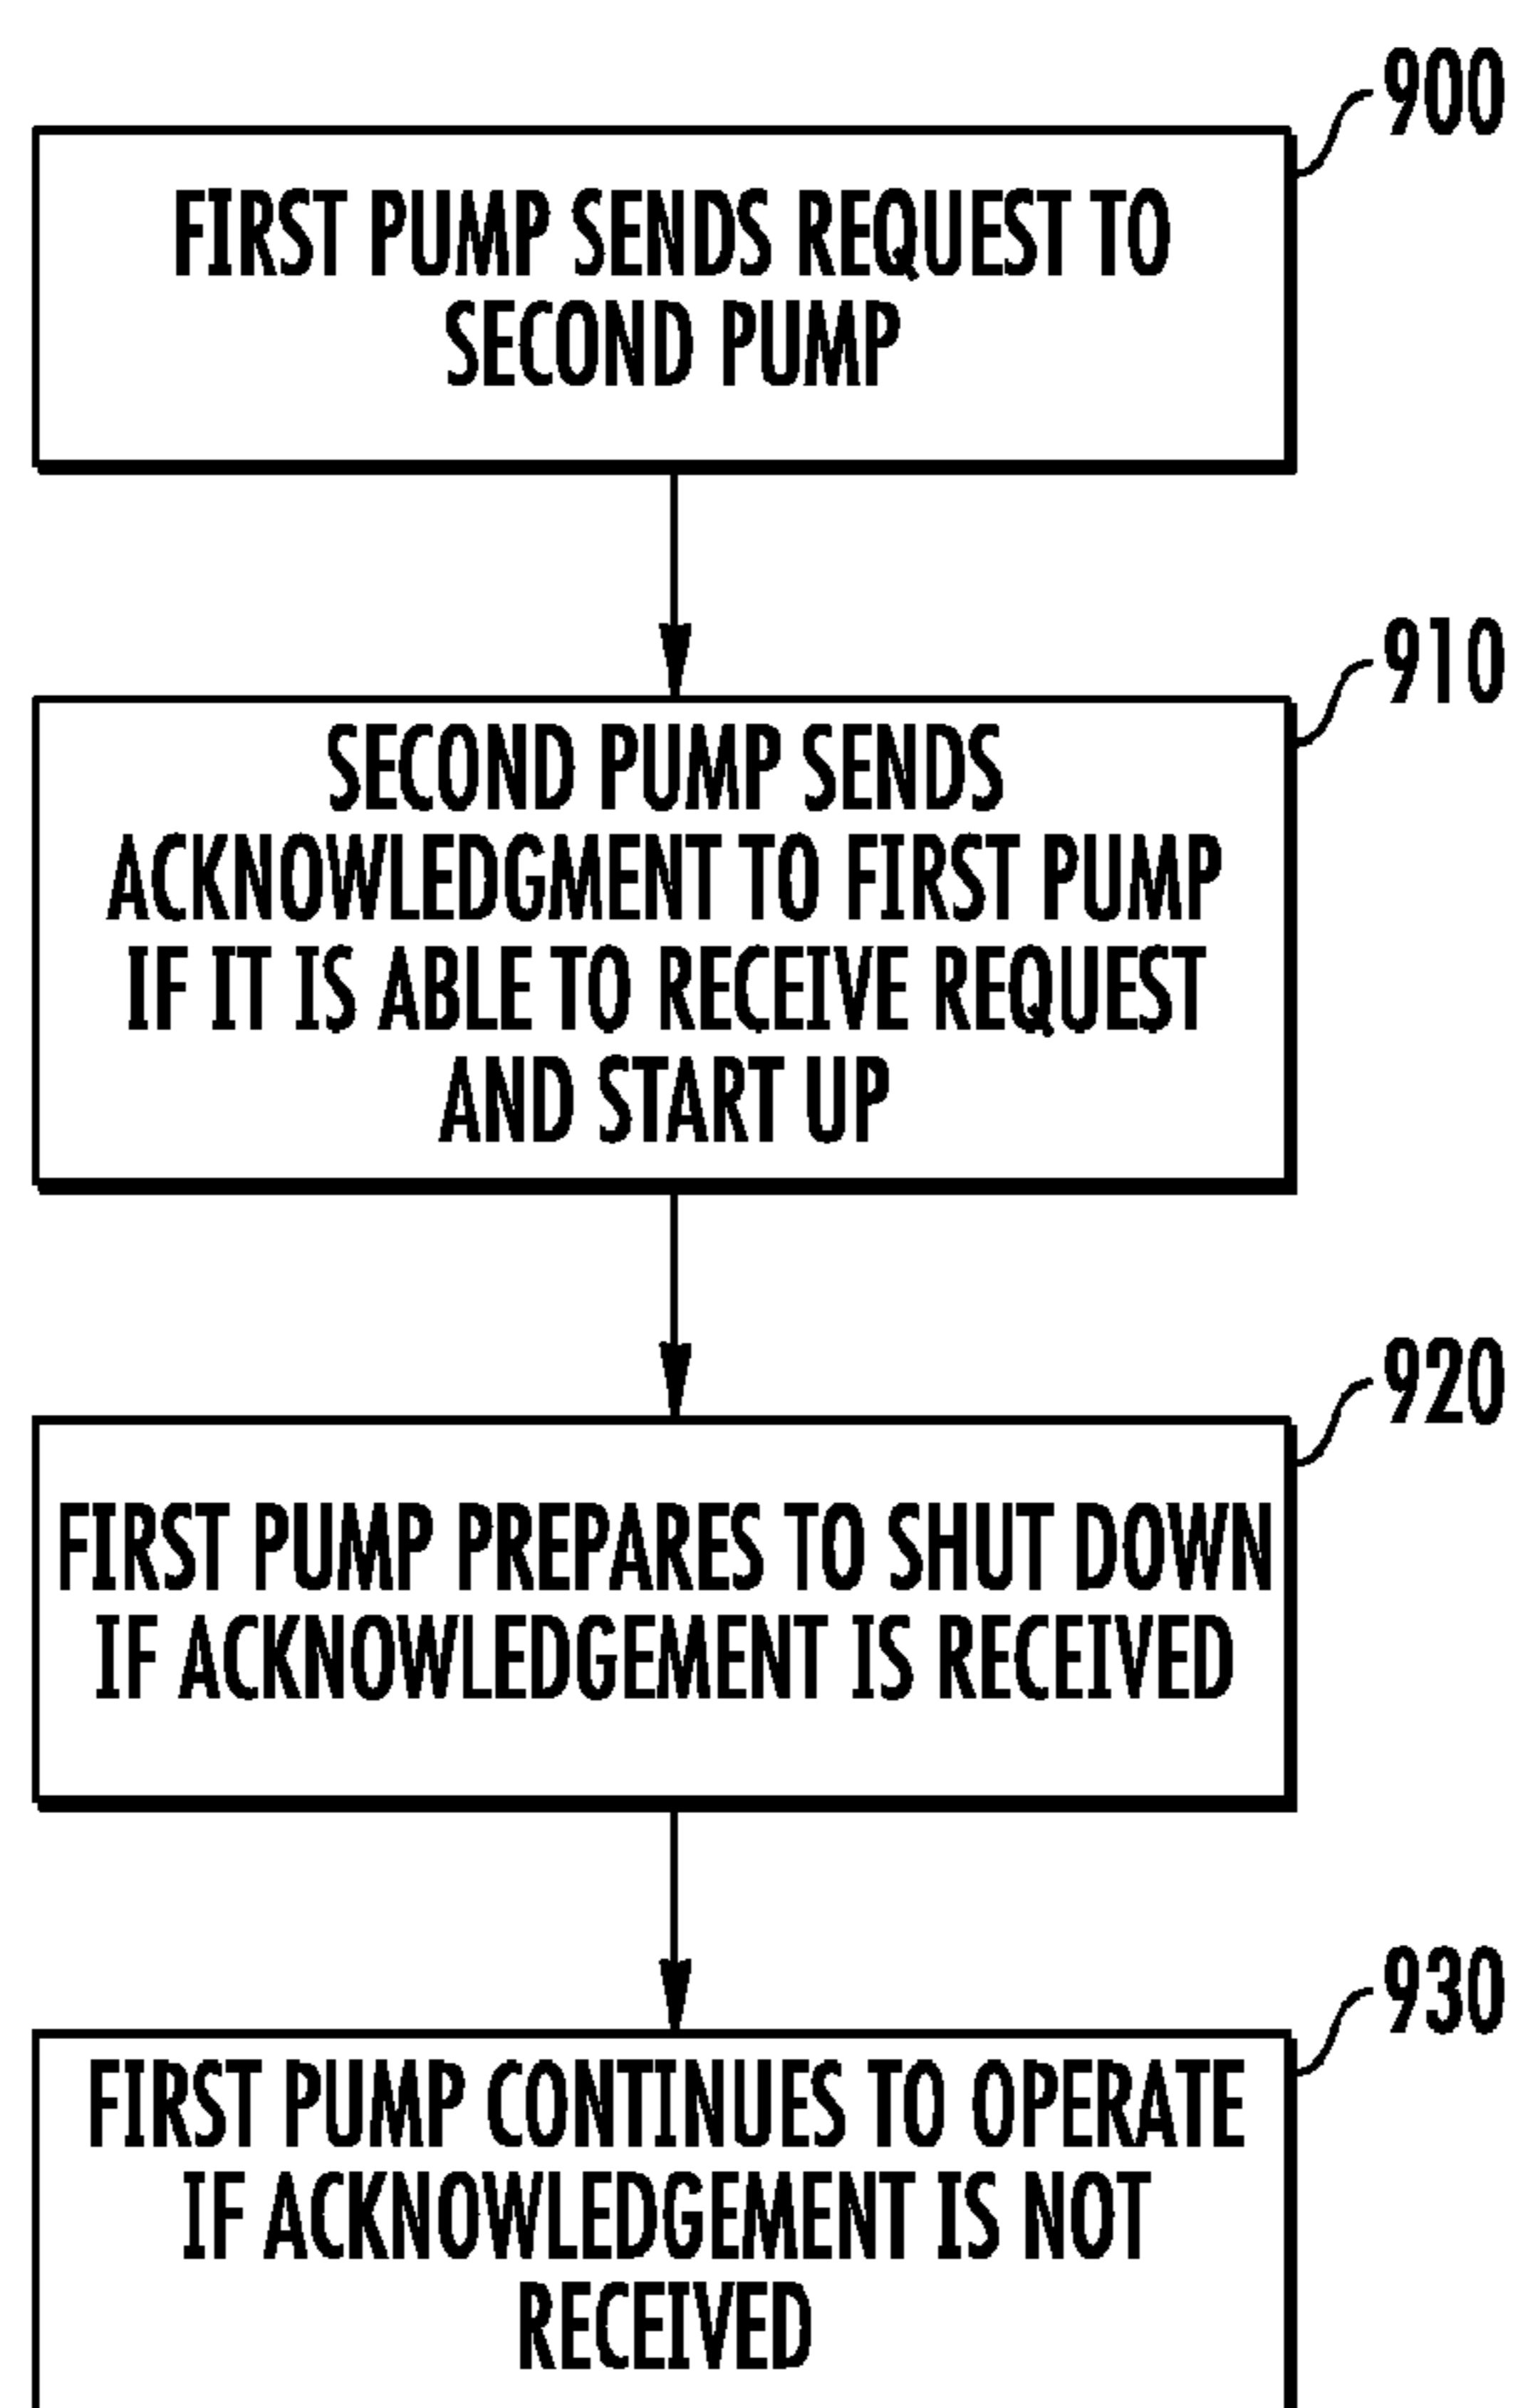 900
FIRST PUMP SENDS REQUEST TO
SECOND PUMP
910
SECOND PUMP SENDS
ACKNOWLEDGMENT TO FIRST PUMP
IF IT IS ABLE TO RECEIVE REQUEST
AND START UP
920
FIRST PUMP PREPARES TO SHUT DOWN
IF ACKNOWLEDGEMENT IS RECEIVED
930
FIRST PUMP CONTINUES TO OPERATE
IF ACKNOWLEDGEMENT IS NOT
RECEIVED